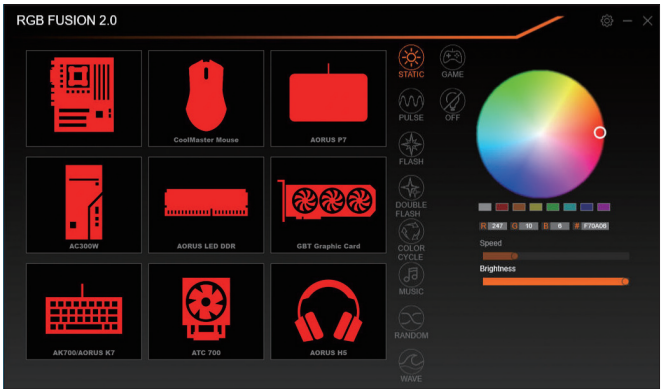 RGB FUSION 2.0
CoolMaster Mouse
AORUS P7
AC300W
AORUS LED DDR
GBT Graphic Card
AK700/AORUS K7
ATC 700
AORUS H5
STATIC
GAME
PULSE
OFF
FLASH
DOUBLE
FLASH
COLOR
CYCLE
MUSIC
RANDOM
WAVE
R 247 G 10 B 6 # F70A06
Speed
Brightness